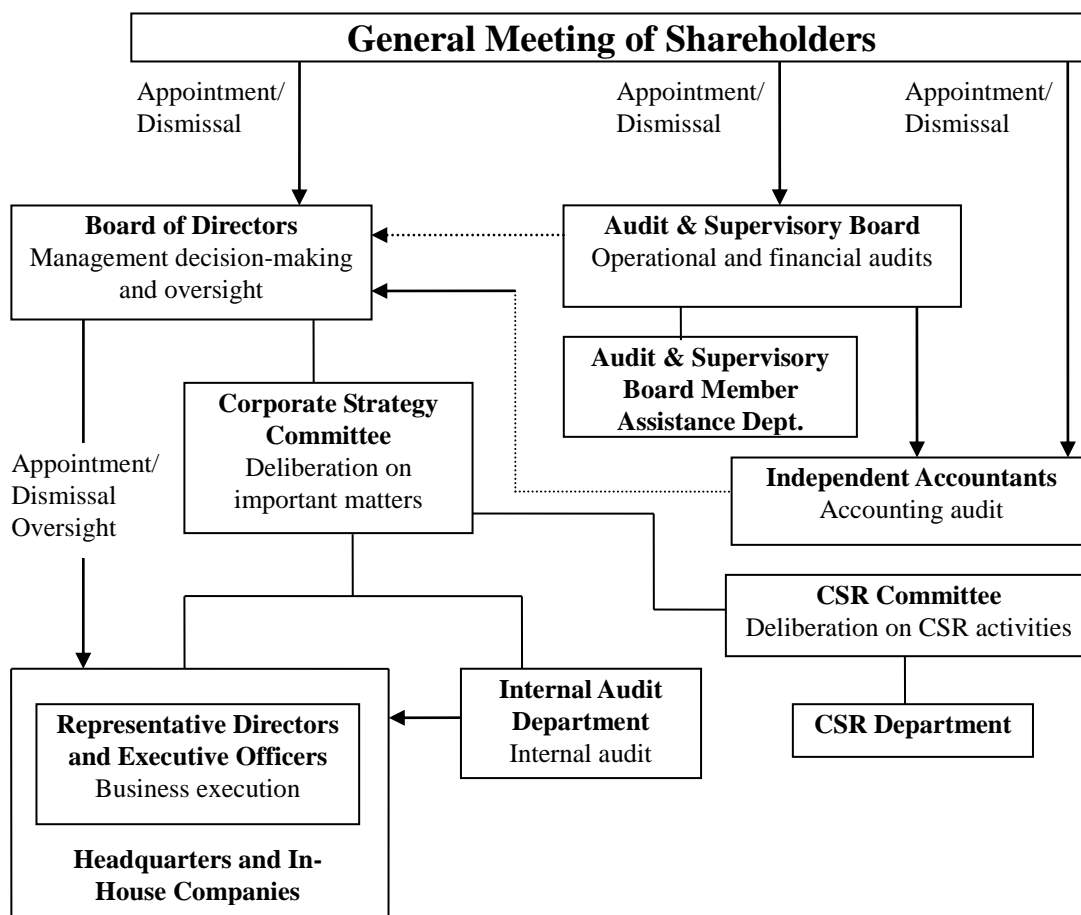 General Meeting of Shareholders
Appointment/
Dismissal
Appointment/
Dismissal
Appointment/
Dismissal
Board of Directors
Management decision-making
and oversight
Audit & Supervisory Board
Operational and financial audits
Audit & Supervisory
Board Member
Assistance Dept.
Corporate Strategy
Committee
Deliberation on
important matters
Appointment/
Dismissal
Oversight
Independent Accountants
Accounting audit
CSR Committee
Deliberation on CSR activities
Internal Audit
Department
Internal audit
CSR Department
Representative Directors
and Executive Officers
Business execution
Headquarters and In-
House Companies